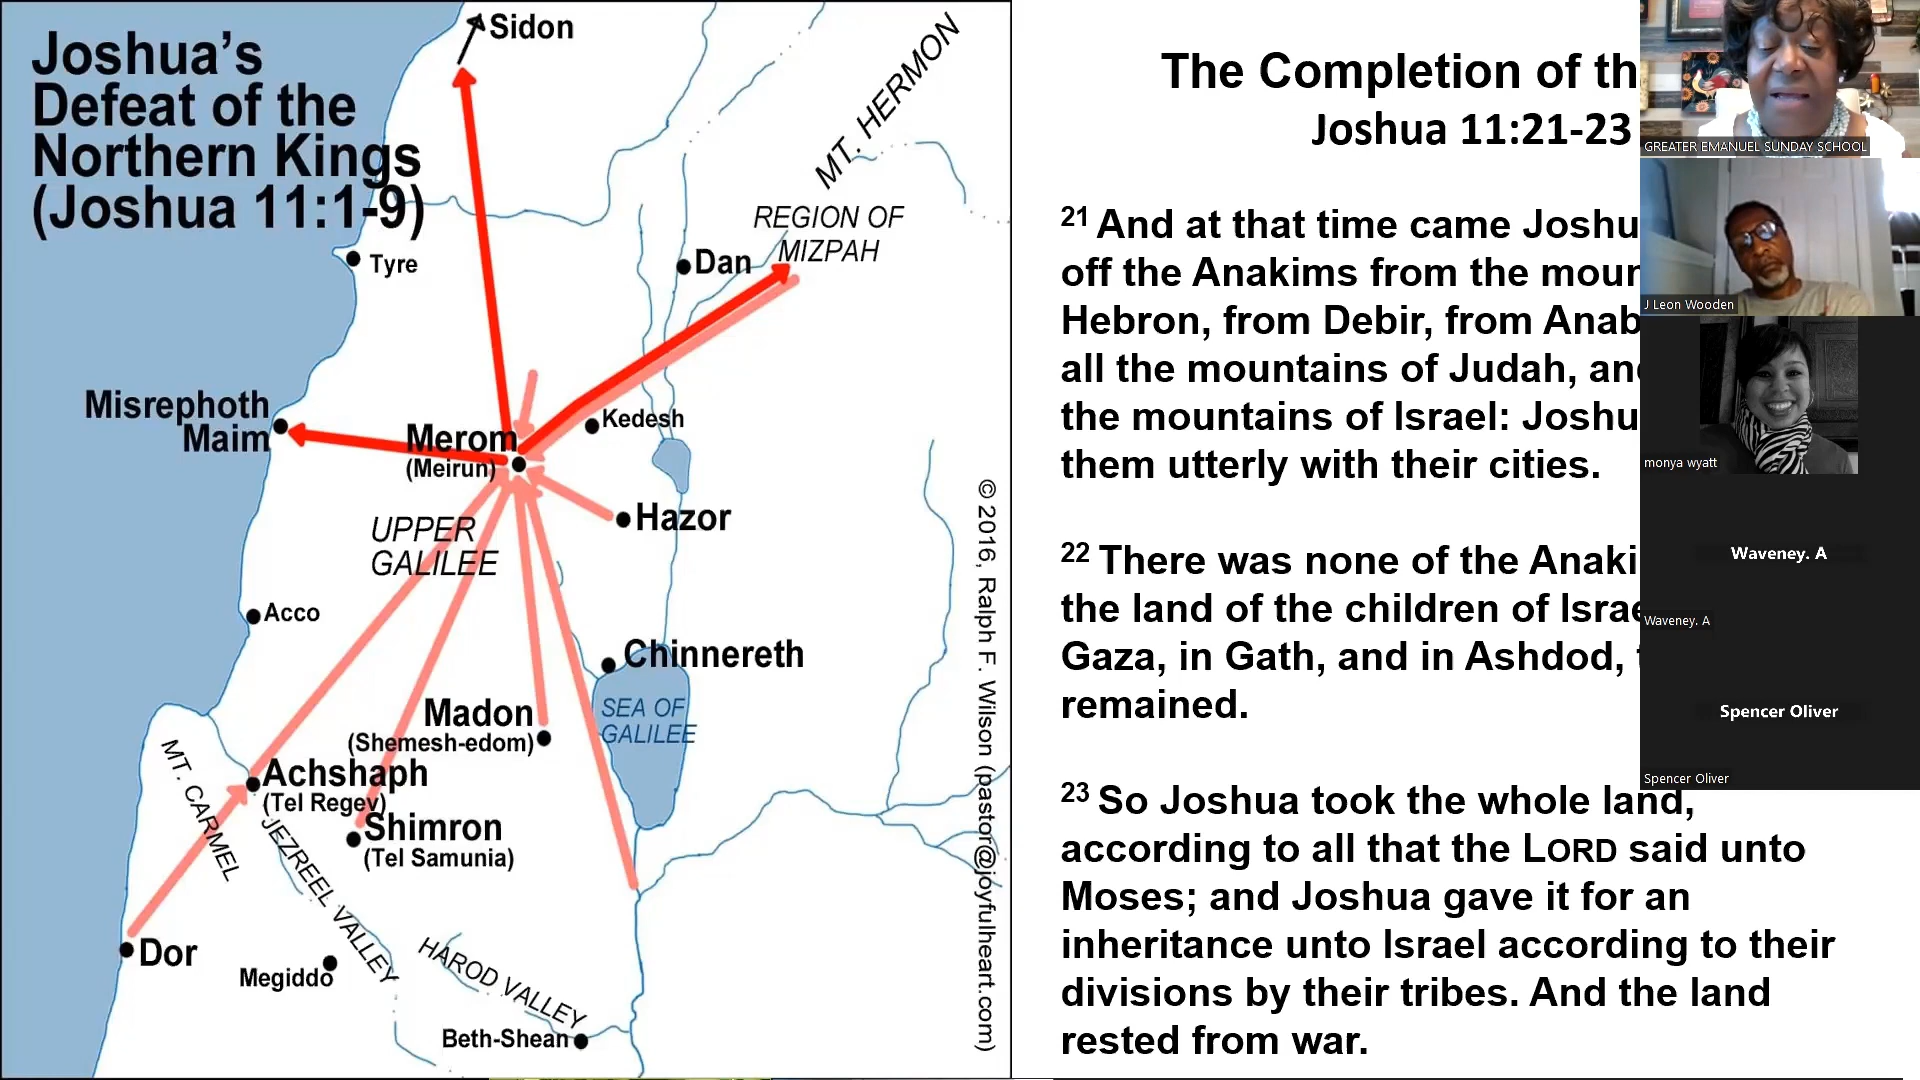 Joshua's
Defeat of the
Northern Kings
(Joshua 11:1-9)
Sidon
MT. HERMON
REGION OF
MIZPAH
Tyre
Dan
Misrephoth
Maim
Merom
(Meirun)
Kedesh
Hazor
UPPER
GALILEE
Acco
Chinnereth
SEA OF
GALILEE
Madon
(Shemesh-edom)
MT. CARMEL
Achshaph
(Tel Regev)
Shimron
(Tel Samunia)
JEZREEL VALLEY
Dor
Megiddo
HAROD VALLEY
Beth-Shean
© 2016, Ralph F. Wilson (pastor@joyfulheart.com)
The Completion of th
Joshua 11:21-23
21 And at that time came Joshu
off the Anakims from the
Hebron, from Debir, from Anab
all the mountains of Judah,
the mountains of Israel: Joshu
them utterly with their cities.
22 There was none of the Anaki
the land of the children of
Gaza, in Gath, and in Ashdod,
remained.
23 So Joshua took the whole land,
according to all that the LORD said unto
Moses; and Joshua gave it for an
inheritance unto Israel according to their
divisions by their tribes. And the land
rested from war.
GREATER EMANUEL SUNDAY SCHOOL
J Leon Wooden
monya wyatt
Waveney. A
Waveney. A
Spencer Oliver
Spencer Oliver